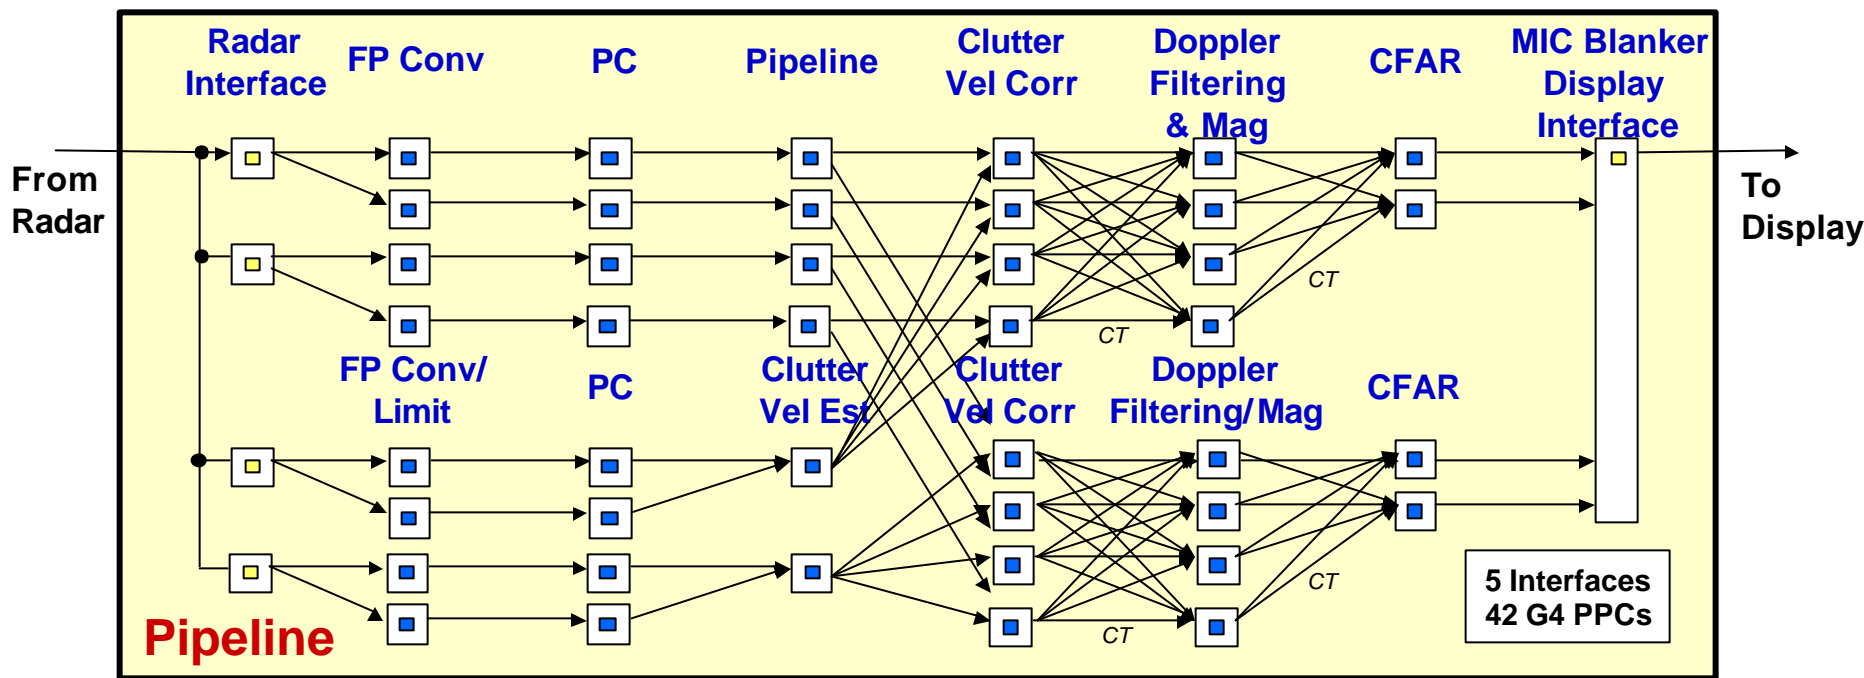 Radar
Interface
FP Conv
PC
Pipeline
Clutter
Vel Corr
Doppler
Filtering
& Mag
CFAR
MIC Blanker
Display
Interface
From
Radar
To
Display
CT
CT
FP Conv/
Limit
PC
Clutter
Vel Est
Clutter
Vel Corr
Doppler
Filtering/Mag
CFAR
CT
CT
5 Interfaces
42 G4 PPCs
Pipeline